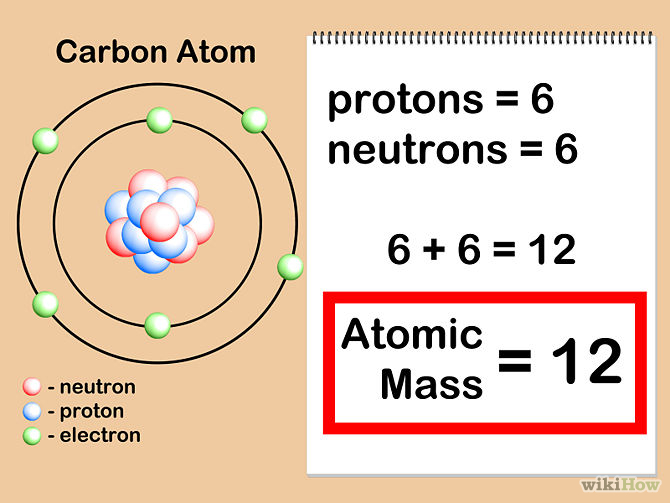 Carbon Atom
- neutron
- proton
- electron
protons = 6
neutrons = 6
6 + 6 = 12
Atomic
Mass = 12
wikiHow